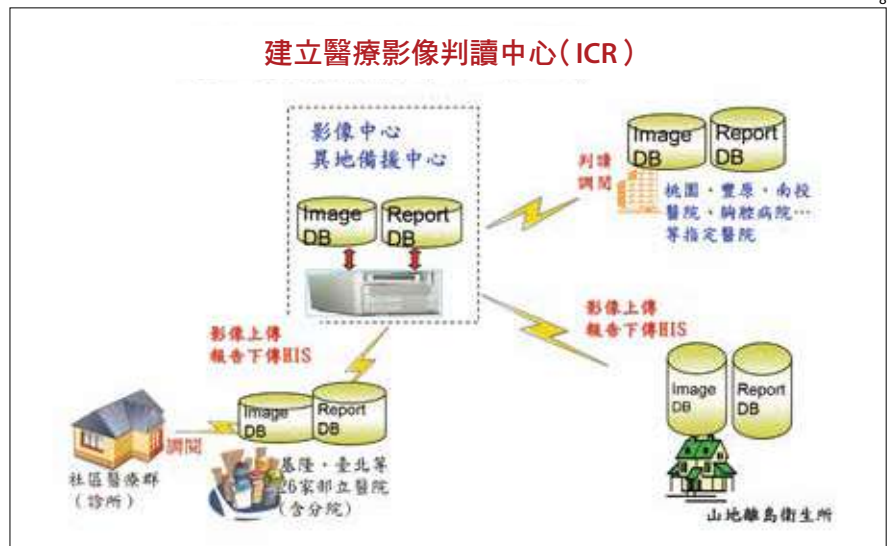 建立醫療影像判讀中心(ICR)
影像中心
異地備援中心
Image
DB
Report
DB
判讀
調閱
Image
DB
Report
DB
桃園、豐原、南投
醫院、胸腔病院…
等指定醫院
影像上傳
報告下傳HIS
影像上傳
報告下傳HIS
Image
DB
Report
DB
調閱
社區醫療群
(診所)
基隆、臺北等
26家部立醫院
(含分院)
Image
DB
Report
DB
山地離島衛生所